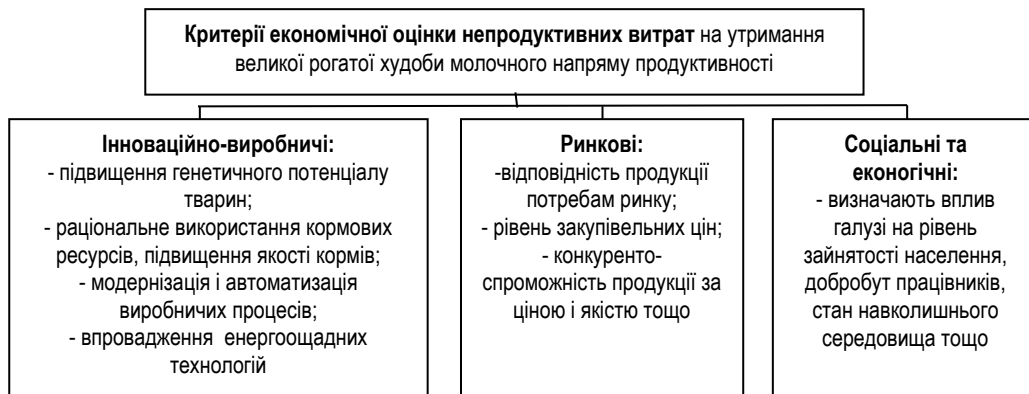 Критерії економічної оцінки непродуктивних витрат на утримання
великої рогатої худоби молочного напряму продуктивності
Інноваційно-виробничі:
- підвищення генетичного потенціалу
тварин;
- раціональне використання кормових
ресурсів, підвищення якості кормів;
- модернізація і автоматизація
виробничих процесів;
- впровадження енергоощадних
технологій
Ринкові:
-відповідність продукції
потребам ринку;
- рівень закупівельних цін;
- конкуренто-
спроможність продукції за
ціною і якістю тощо
Соціальні та
еконогічні:
- визначають вплив
галузі на рівень
зайнятості населення,
добробут працівників,
стан навколишнього
середовища тощо